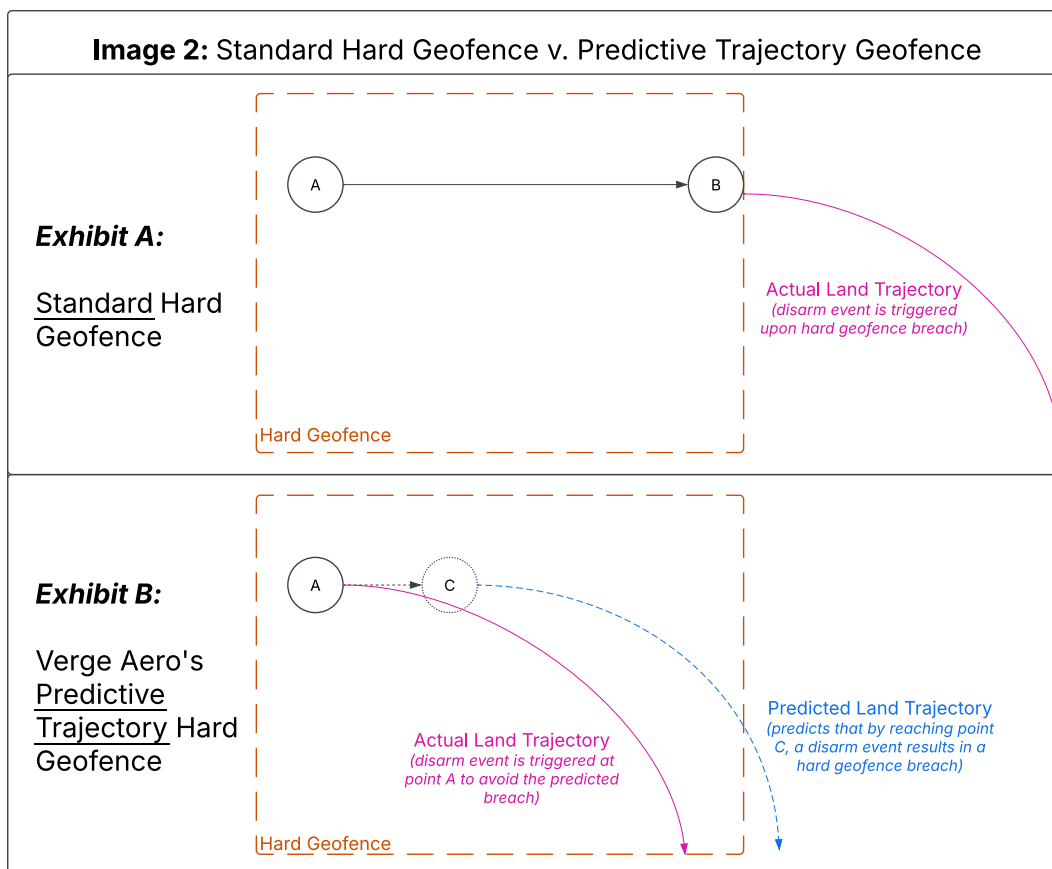 Image 2: Standard Hard Geofence v. Predictive Trajectory Geofence
A
B
Exhibit A:
Standard Hard
Geofence
Actual Land Trajectory
(disarm event is triggered
upon hard geofence breach)
Hard Geofence
A
C
Exhibit B:
Verge Aero's
Predictive
Trajectory Hard
Geofence
Predicted Land Trajectory
(predicts that by reaching point
C, a disarm event results in a
hard geofence breach)
Actual Land Trajectory
(disarm event is triggered at
point A to avoid the predicted
breach)
Hard Geofence